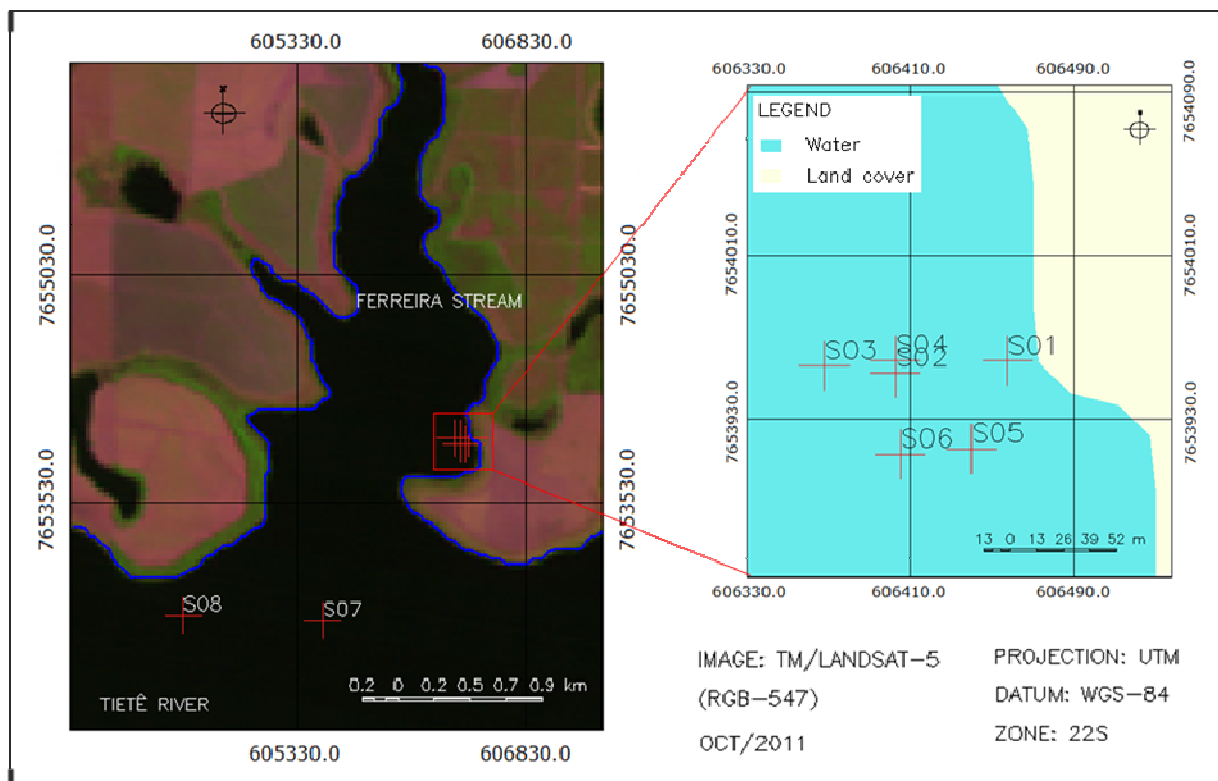 605330.0 606830.0
7655030.0
7655030.0
FERREIRA STREAM
7653530.0
7653530.0
S08
S07
0.2 0 0.2 0.5 0.7 0.9 km
TIETÊ RIVER
605330.0 606830.0
606330.0 606410.0 606490.0
LEGEND
Water
Land cover
7654090.0
7654010.0
7654010.0
S03
S04
S02
S01
7653930.0
7653930.0
S06
S05
13 0 13 26 39 52 m
606330.0 606410.0 606490.0
IMAGE: TM/LANDSAT-5
(RGB-547)
OCT/2011
PROJECTION: UTM
DATUM: WGS-84
ZONE: 22S